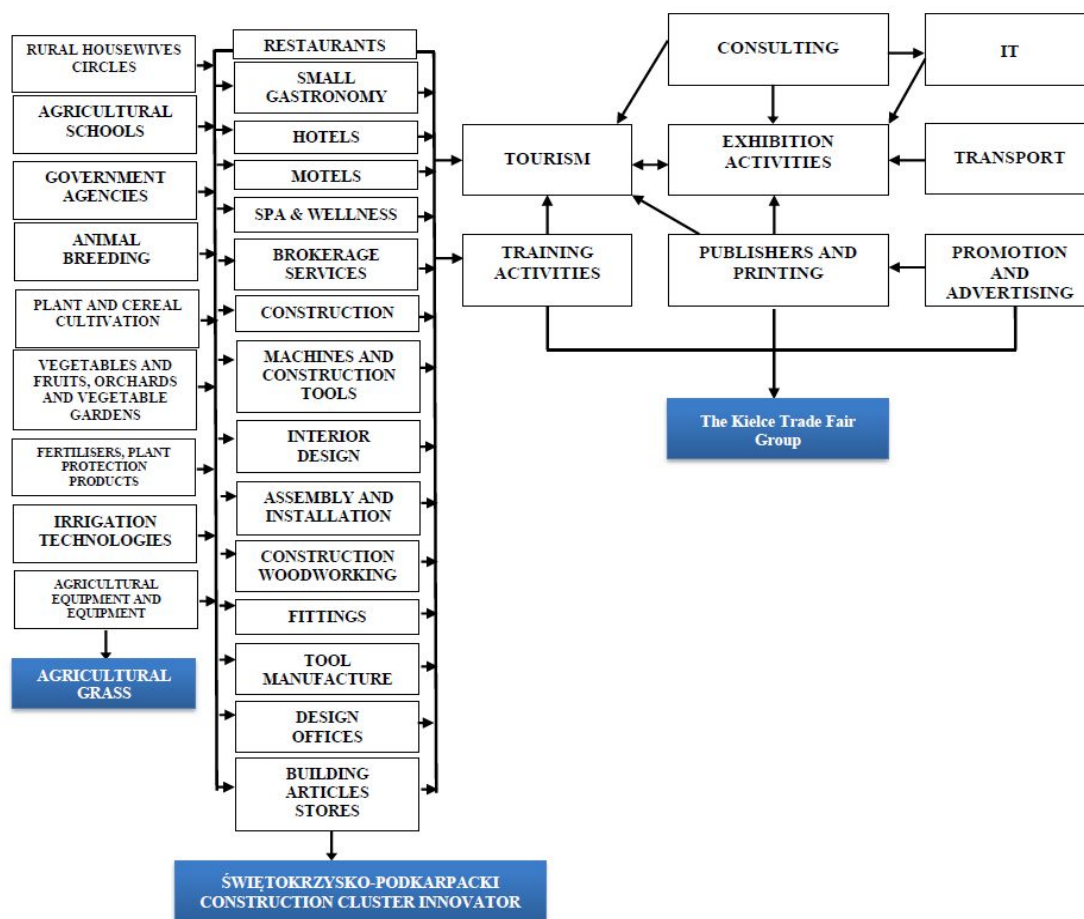 RURAL HOUSEWIVES
CIRCLES
AGRICULTURAL
SCHOOLS
GOVERNMENT
AGENCIES
ANIMAL
BREEDING
PLANT AND CEREAL
CULTIVATION
VEGETABLES AND
FRUITS, ORCHARDS
AND VEGETABLE
GARDENS
FERTILISERS, PLANT
PROTECTION
PRODUCTS
IRRIGATION
TECHNOLOGIES
AGRICULTURAL
EQUIPMENT AND
EQUIPMENT
AGRICULTURAL
GRASS
RESTAURANTS
SMALL
GASTRONOMY
HOTELS
MOTELS
SPA & WELLNESS
BROKERAGE
SERVICES
CONSTRUCTION
MACHINES AND
CONSTRUCTION
TOOLS
INTERIOR
DESIGN
ASSEMBLY AND
INSTALLATION
CONSTRUCTION
WOODWORKING
FITTINGS
TOOL
MANUFACTURE
DESIGN
OFFICES
BUILDING
ARTICLES
STORES
ŚWIĘTOKRZYSKO-PODKARPACKI
CONSTRUCTION CLUSTER INNOVATOR
CONSULTING
IT
TOURISM
EXHIBITION
ACTIVITIES
TRANSPORT
TRAINING
ACTIVITIES
PUBLISHERS AND
PRINTING
PROMOTION
AND
ADVERTISING
The Kielce Trade Fair
Group